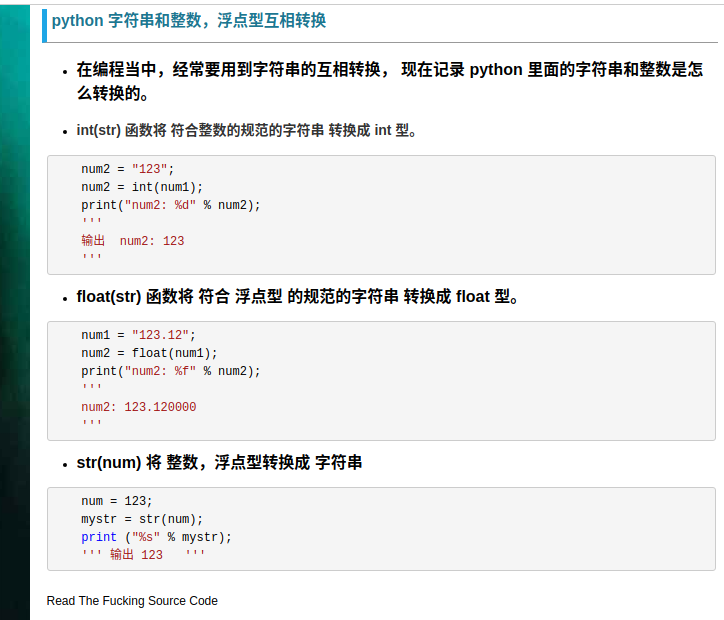 python 字符串和整数，浮点型互相转换
在编程当中，经常要用到字符串的互相转换， 现在记录 python 里面的字符串和整数是怎
么转换的。
int(str) 函数将 符合整数的规范的字符串 转换成 int 型。
num2 = "123";
num2 = int(num1);
print("num2: %d" % num2);
'''
输出  num2: 123
'''
float(str) 函数将 符合 浮点型 的规范的字符串 转换成 float 型。
num1 = "123.12";
num2 = float(num1);
print("num2: %f" % num2);
'''
num2: 123.120000
'''
str(num) 将 整数，浮点型转换成 字符串
num = 123;
mystr = str(num);
print ("%s" % mystr);
''' 输出 123   '''
Read The Fucking Source Code